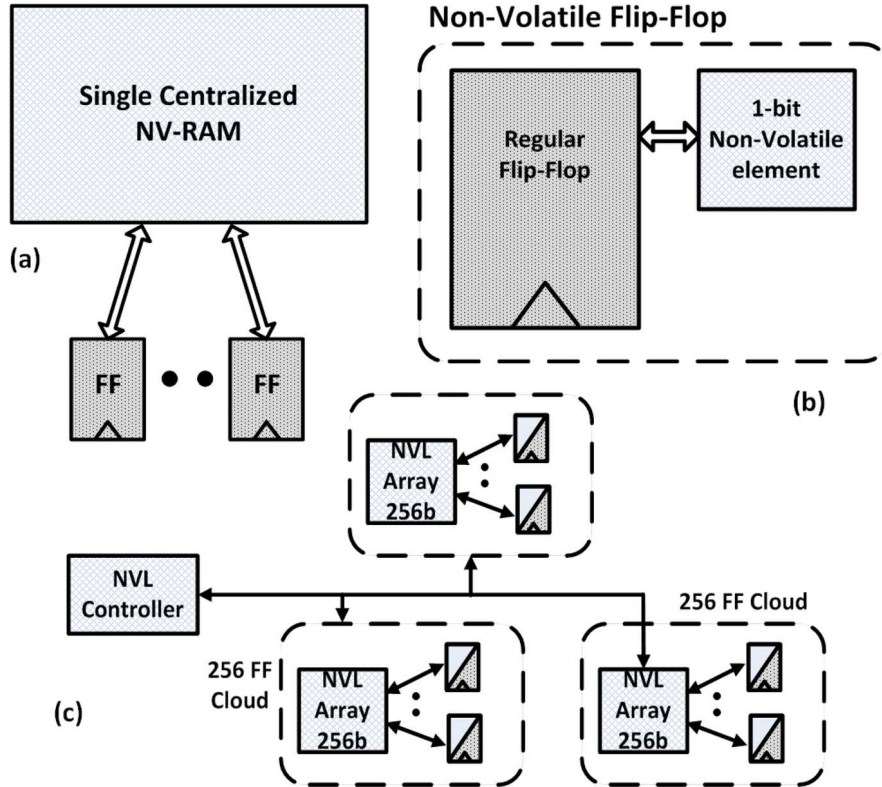 Non-Volatile Flip-Flop
Single Centralized
NV-RAM
Regular
Flip-Flop
1-bit
Non-Volatile
element
(a)
FF
FF
(b)
NVL
Array
256b
NVL
Controller
256 FF Cloud
256 FF
Cloud
NVL
Array
256b
NVL
Array
256b
(c)